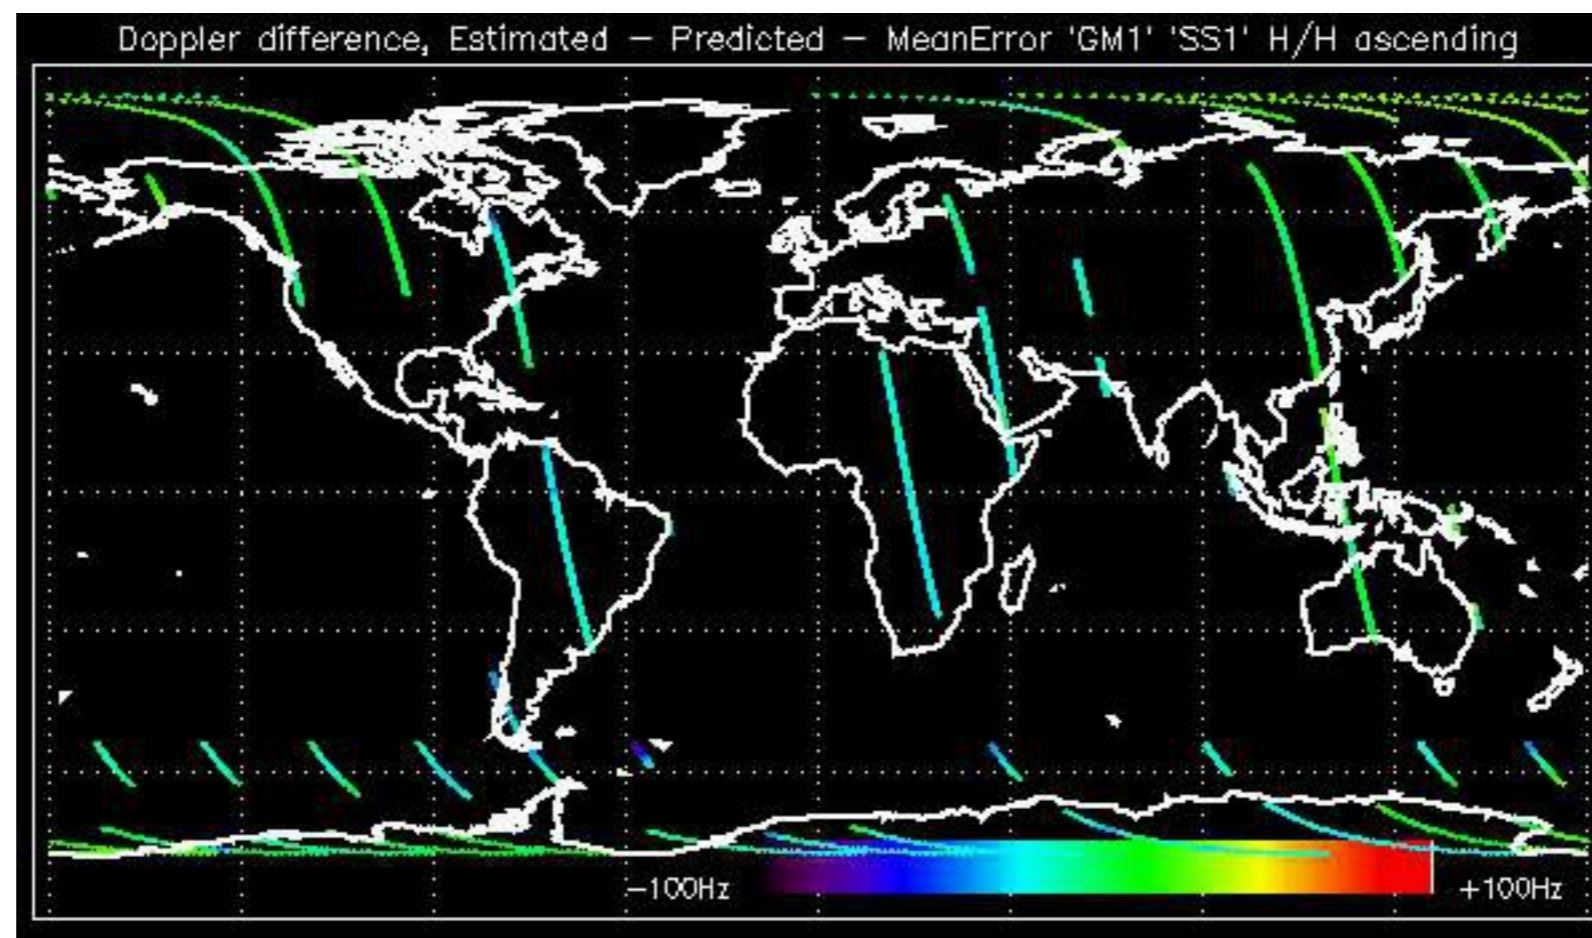 Doppler difference, Estimated - Predicted - MeanError 'GM1' 'SS1' H/H ascending
-100Hz
+100Hz